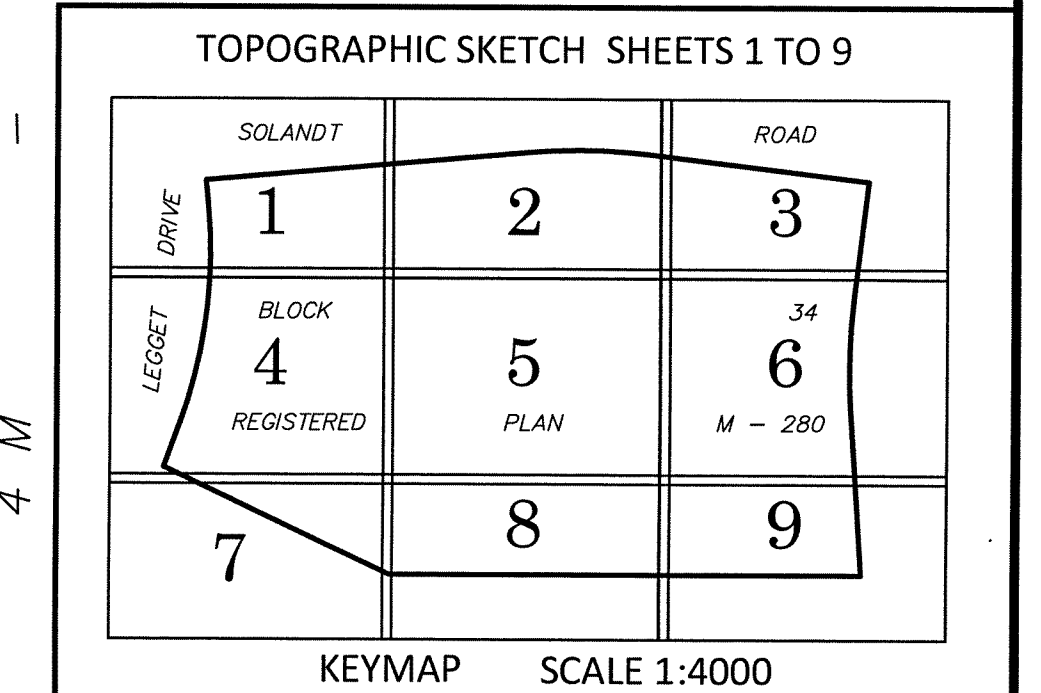 TOPOGRAPHIC SKETCH SHEETS 1 TO 9
SOLANDT ROAD
DRIVE
1 2 3
LEGGET
BLOCK 34
4 5 6
REGISTERED PLAN M - 280
7 8 9
KEYMAP SCALE 1:4000
4 M -